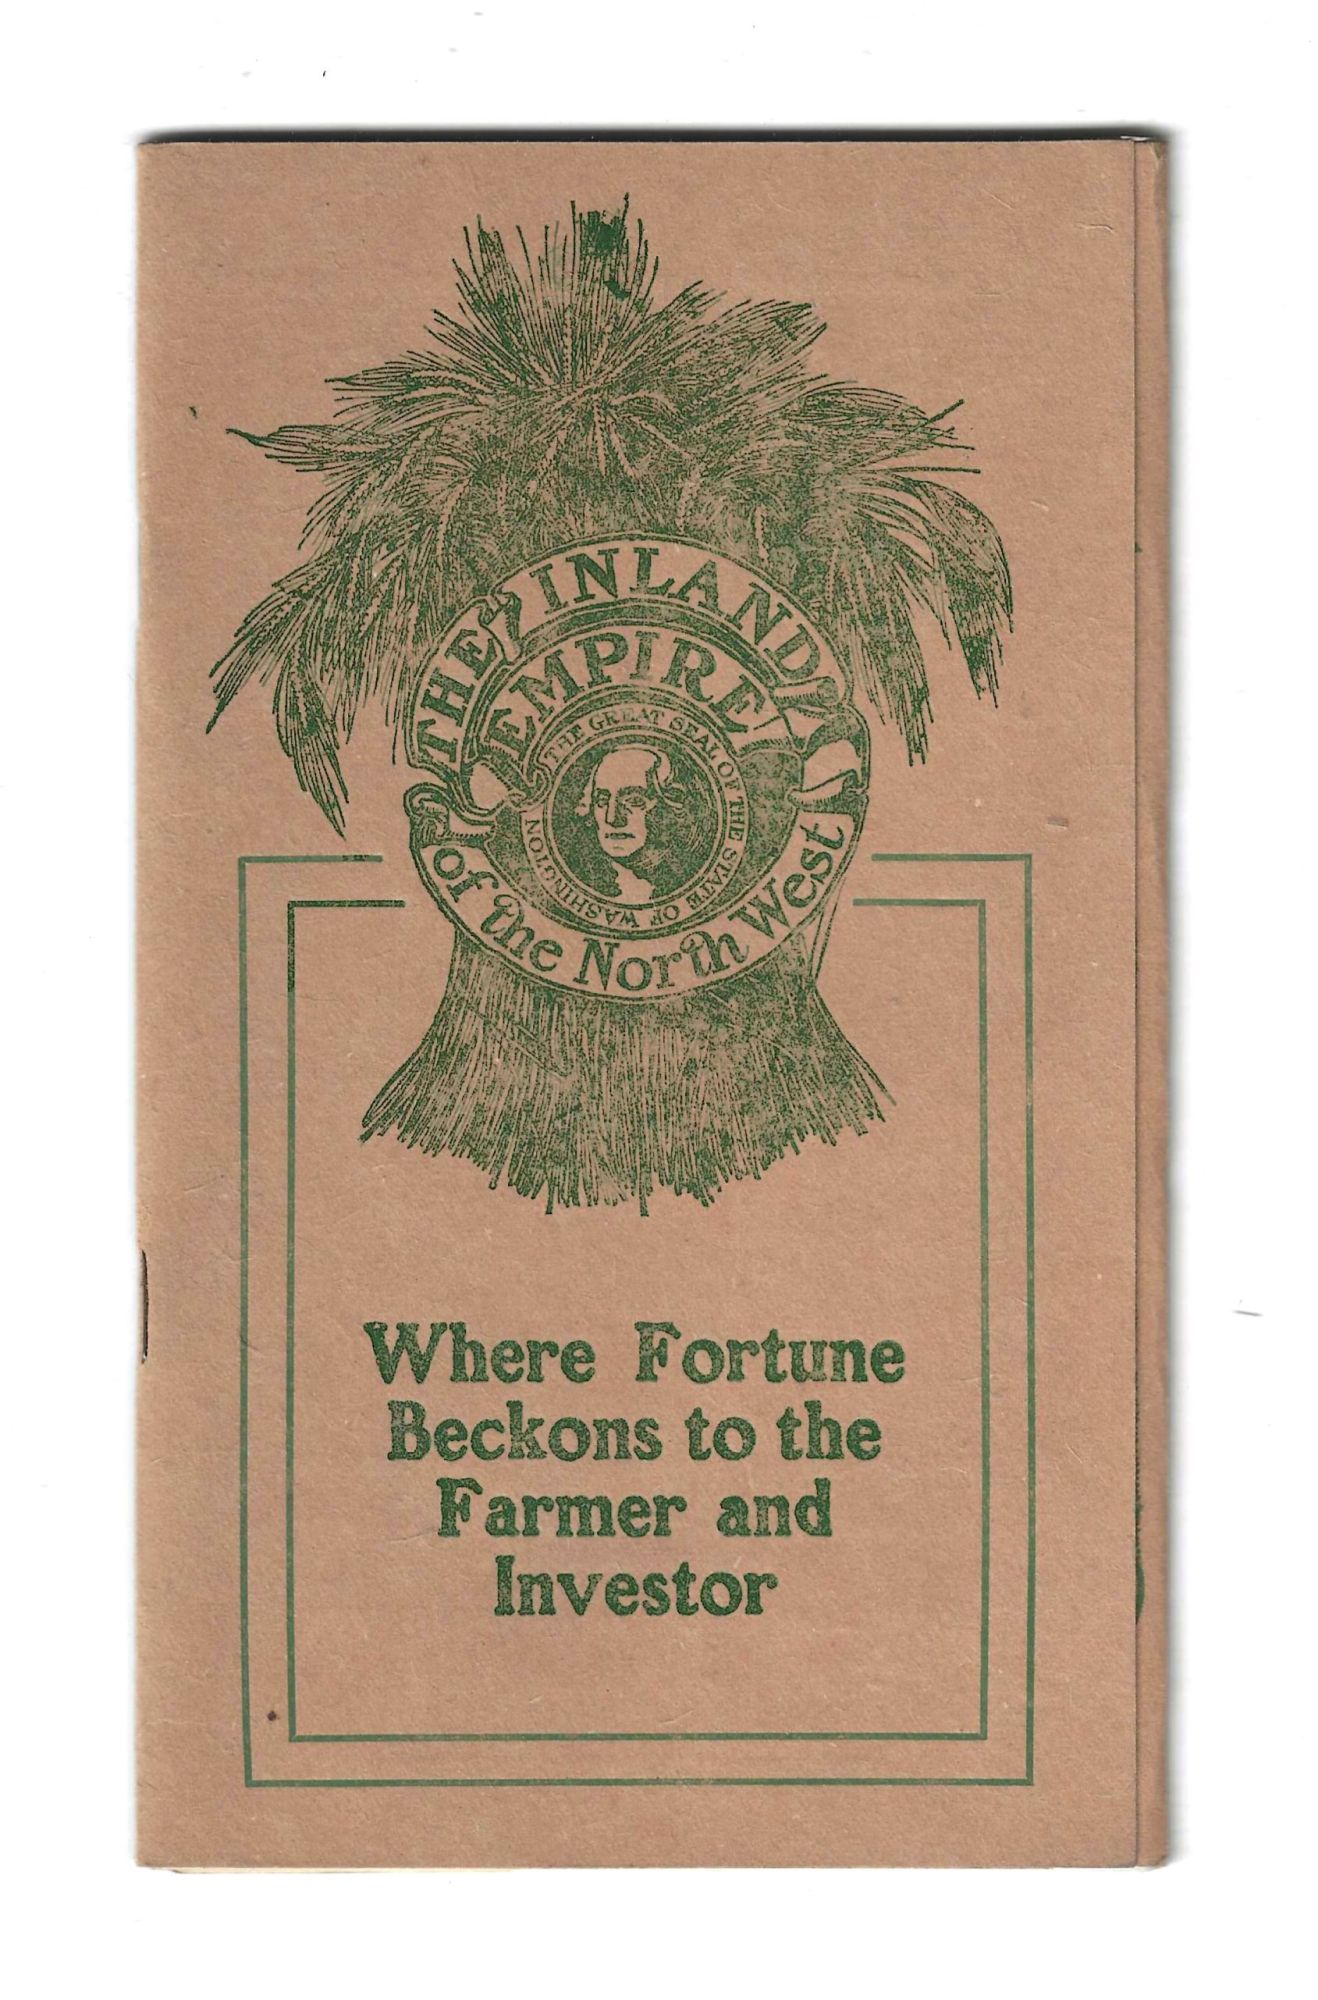 THE INLAND
EMPIRE
THE GREAT SEAL OF THE STATE OF WASHINGTON
of the North West
Where Fortune
Beckons to the
Farmer and
Investor